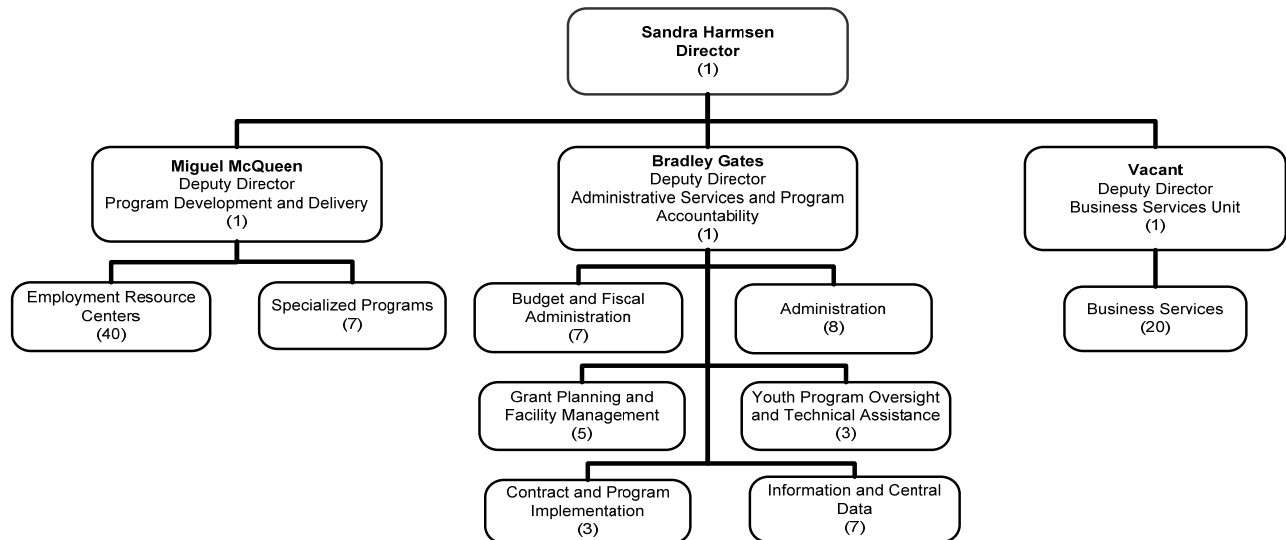 Sandra Harmsen
Director
(1)
Miguel McQueen
Deputy Director
Program Development and Delivery
(1)
Bradley Gates
Deputy Director
Administrative Services and Program
Accountability
(1)
Vacant
Deputy Director
Business Services Unit
(1)
Employment Resource
Centers
(40)
Specialized Programs
(7)
Budget and Fiscal
Administration
(7)
Administration
(8)
Business Services
(20)
Grant Planning and
Facility Management
(5)
Youth Program Oversight
and Technical Assistance
(3)
Contract and Program
Implementation
(3)
Information and Central
Data
(7)